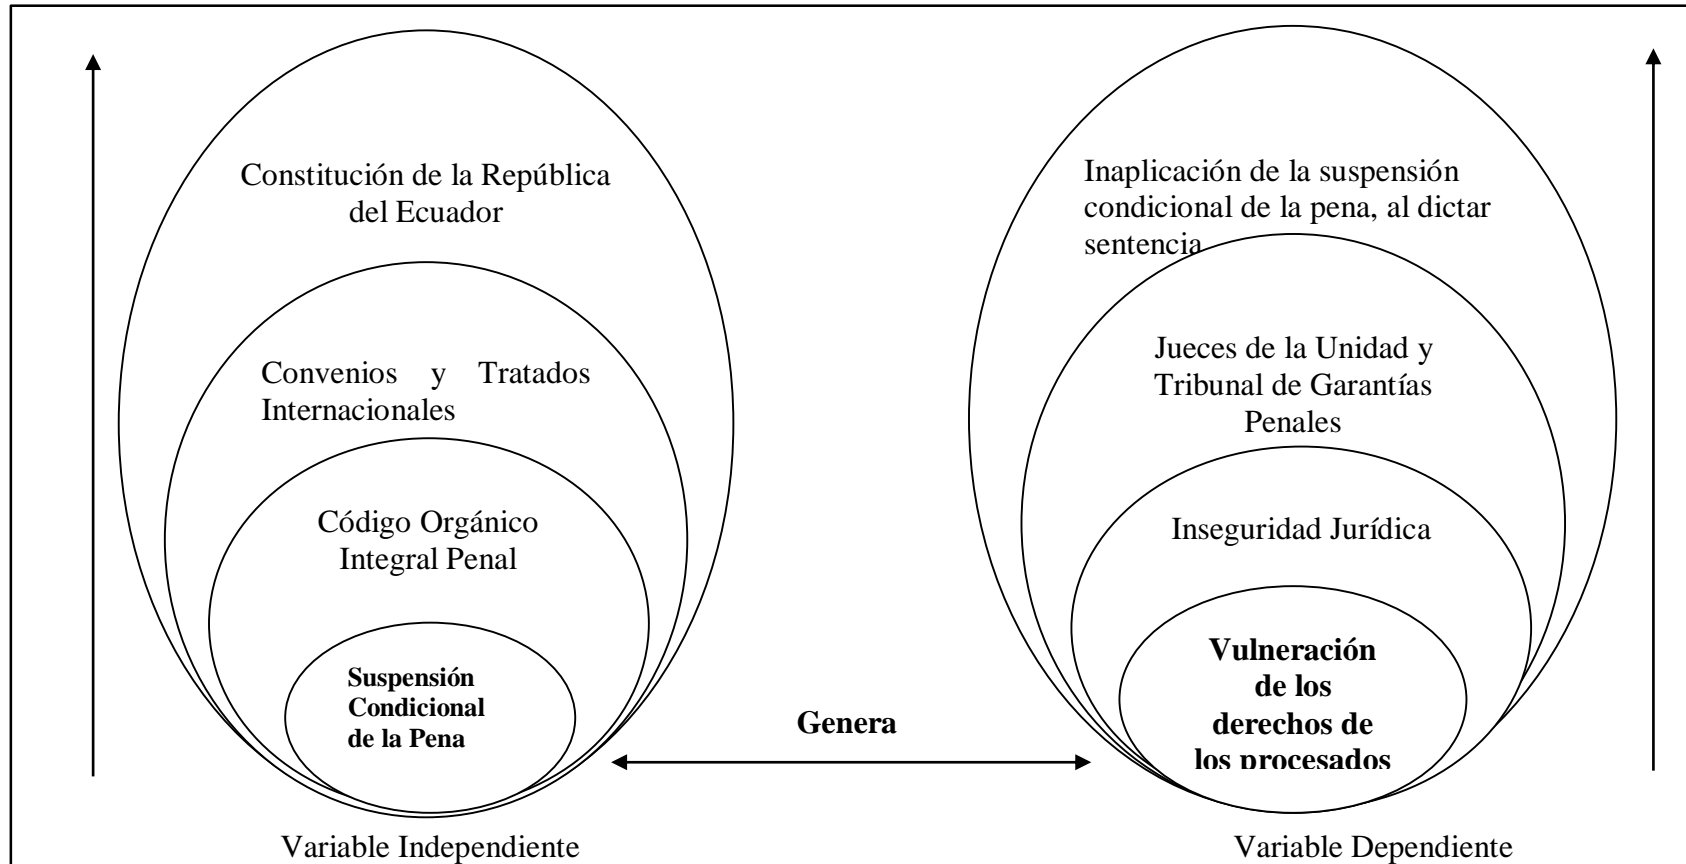 Constitución de la República
del Ecuador
Convenios y Tratados
Internacionales
Código Orgánico
Integral Penal
Suspensión
Condicional
de la Pena
Genera
Inaplicación de la suspensión
condicional de la pena, al dictar
sentencia
Jueces de la Unidad y
Tribunal de Garantías
Penales
Inseguridad Jurídica
Vulneración
de los
derechos de
los procesados
Variable Independiente
Variable Dependiente